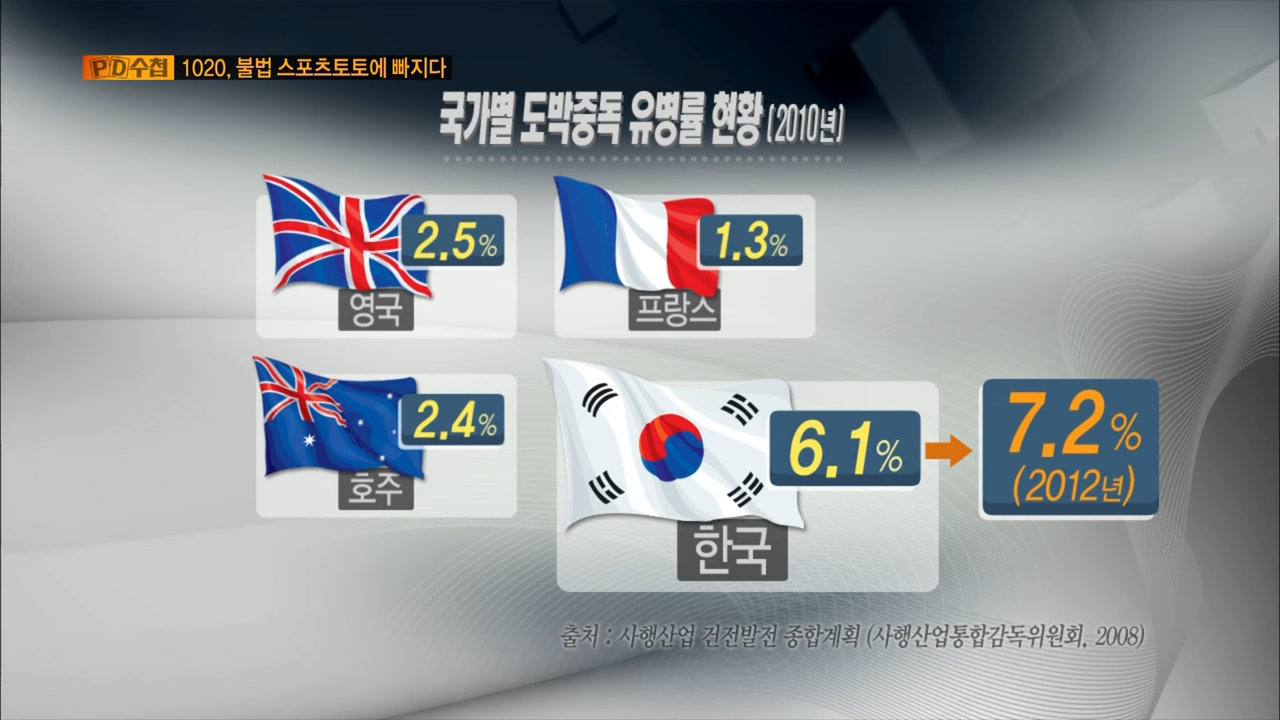 PD수첩 1020, 불법 스포츠토토에 빠지다
국가별 도박중독 유병률 현황 (2010년)
2.5%
영국
1.3%
프랑스
2.4%
호주
6.1%
한국
7.2%
(2012년)
출처 : 사행산업 건전발전 종합계획 (사행산업통합감독위원회, 2008)